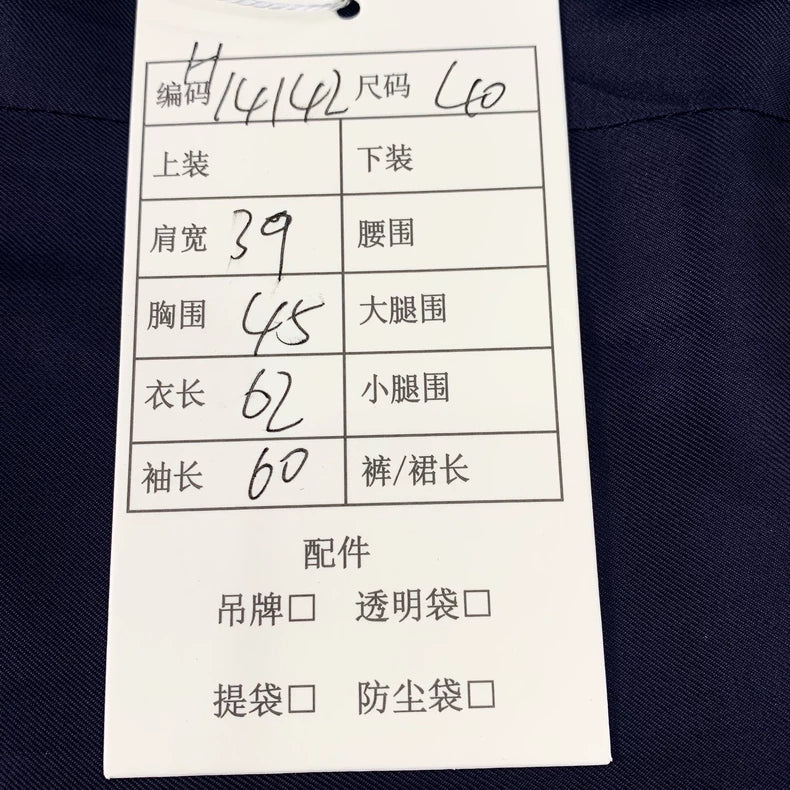 编码 H14142 尺码 40
上装 下装
肩宽 39 腰围
胸围 45 大腿围
衣长 62 小腿围
袖长 60 裤/裙长
配件
吊牌□ 透明袋□
提袋□ 防尘袋□